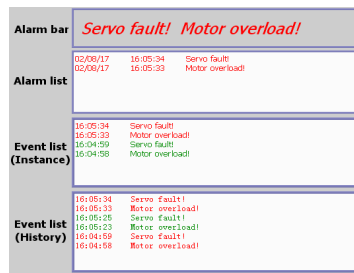 Alarm bar
Servo fault! Motor overload!
Alarm list
02/08/17 16:05:34 Servo fault!
02/08/17 16:05:33 Motor overload!
Event list
(Instance)
16:05:34 Servo fault!
16:05:33 Motor overload!
16:04:59 Servo fault!
16:04:58 Motor overload!
Event list
(History)
16:05:34 Servo fault!
16:05:33 Motor overload!
16:05:25 Servo fault!
16:05:23 Motor overload!
16:04:59 Servo fault!
16:04:58 Motor overload!